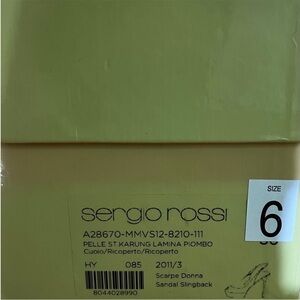 sergio rossi
A28670-MMVS12-8210-111
PELLE ST.KARUNG LAMINA PIOMBO
Cuoio/Ricoperto/Ricoperto
HY 085 2011/3
Scarpe Donna
8044028990 Sandal Slingback
SIZE
6